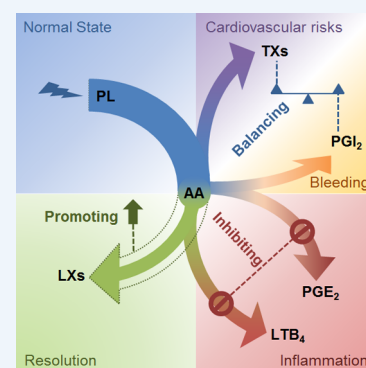 Normal State
Cardiovascular risks
TXs
PL
Balancing
PGI2
Bleeding
AA
Promoting
Inhibiting
LXs
PGE2
LTB4
Resolution
Inflammation